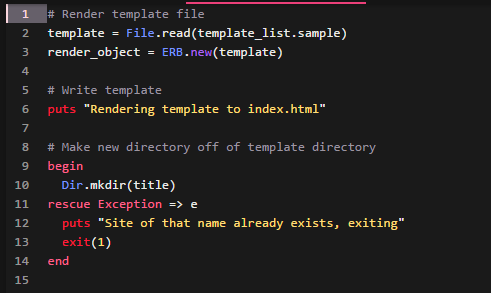 1 # Render template file
2 template = File.read(template_list.sample)
3 render_object = ERB.new(template)
4
5 # Write template
6 puts "Rendering template to index.html"
7
8 # Make new directory off of template directory
9 begin
10   Dir.mkdir(title)
11 rescue Exception => e
12   puts "Site of that name already exists, exiting"
13   exit(1)
14 end
15